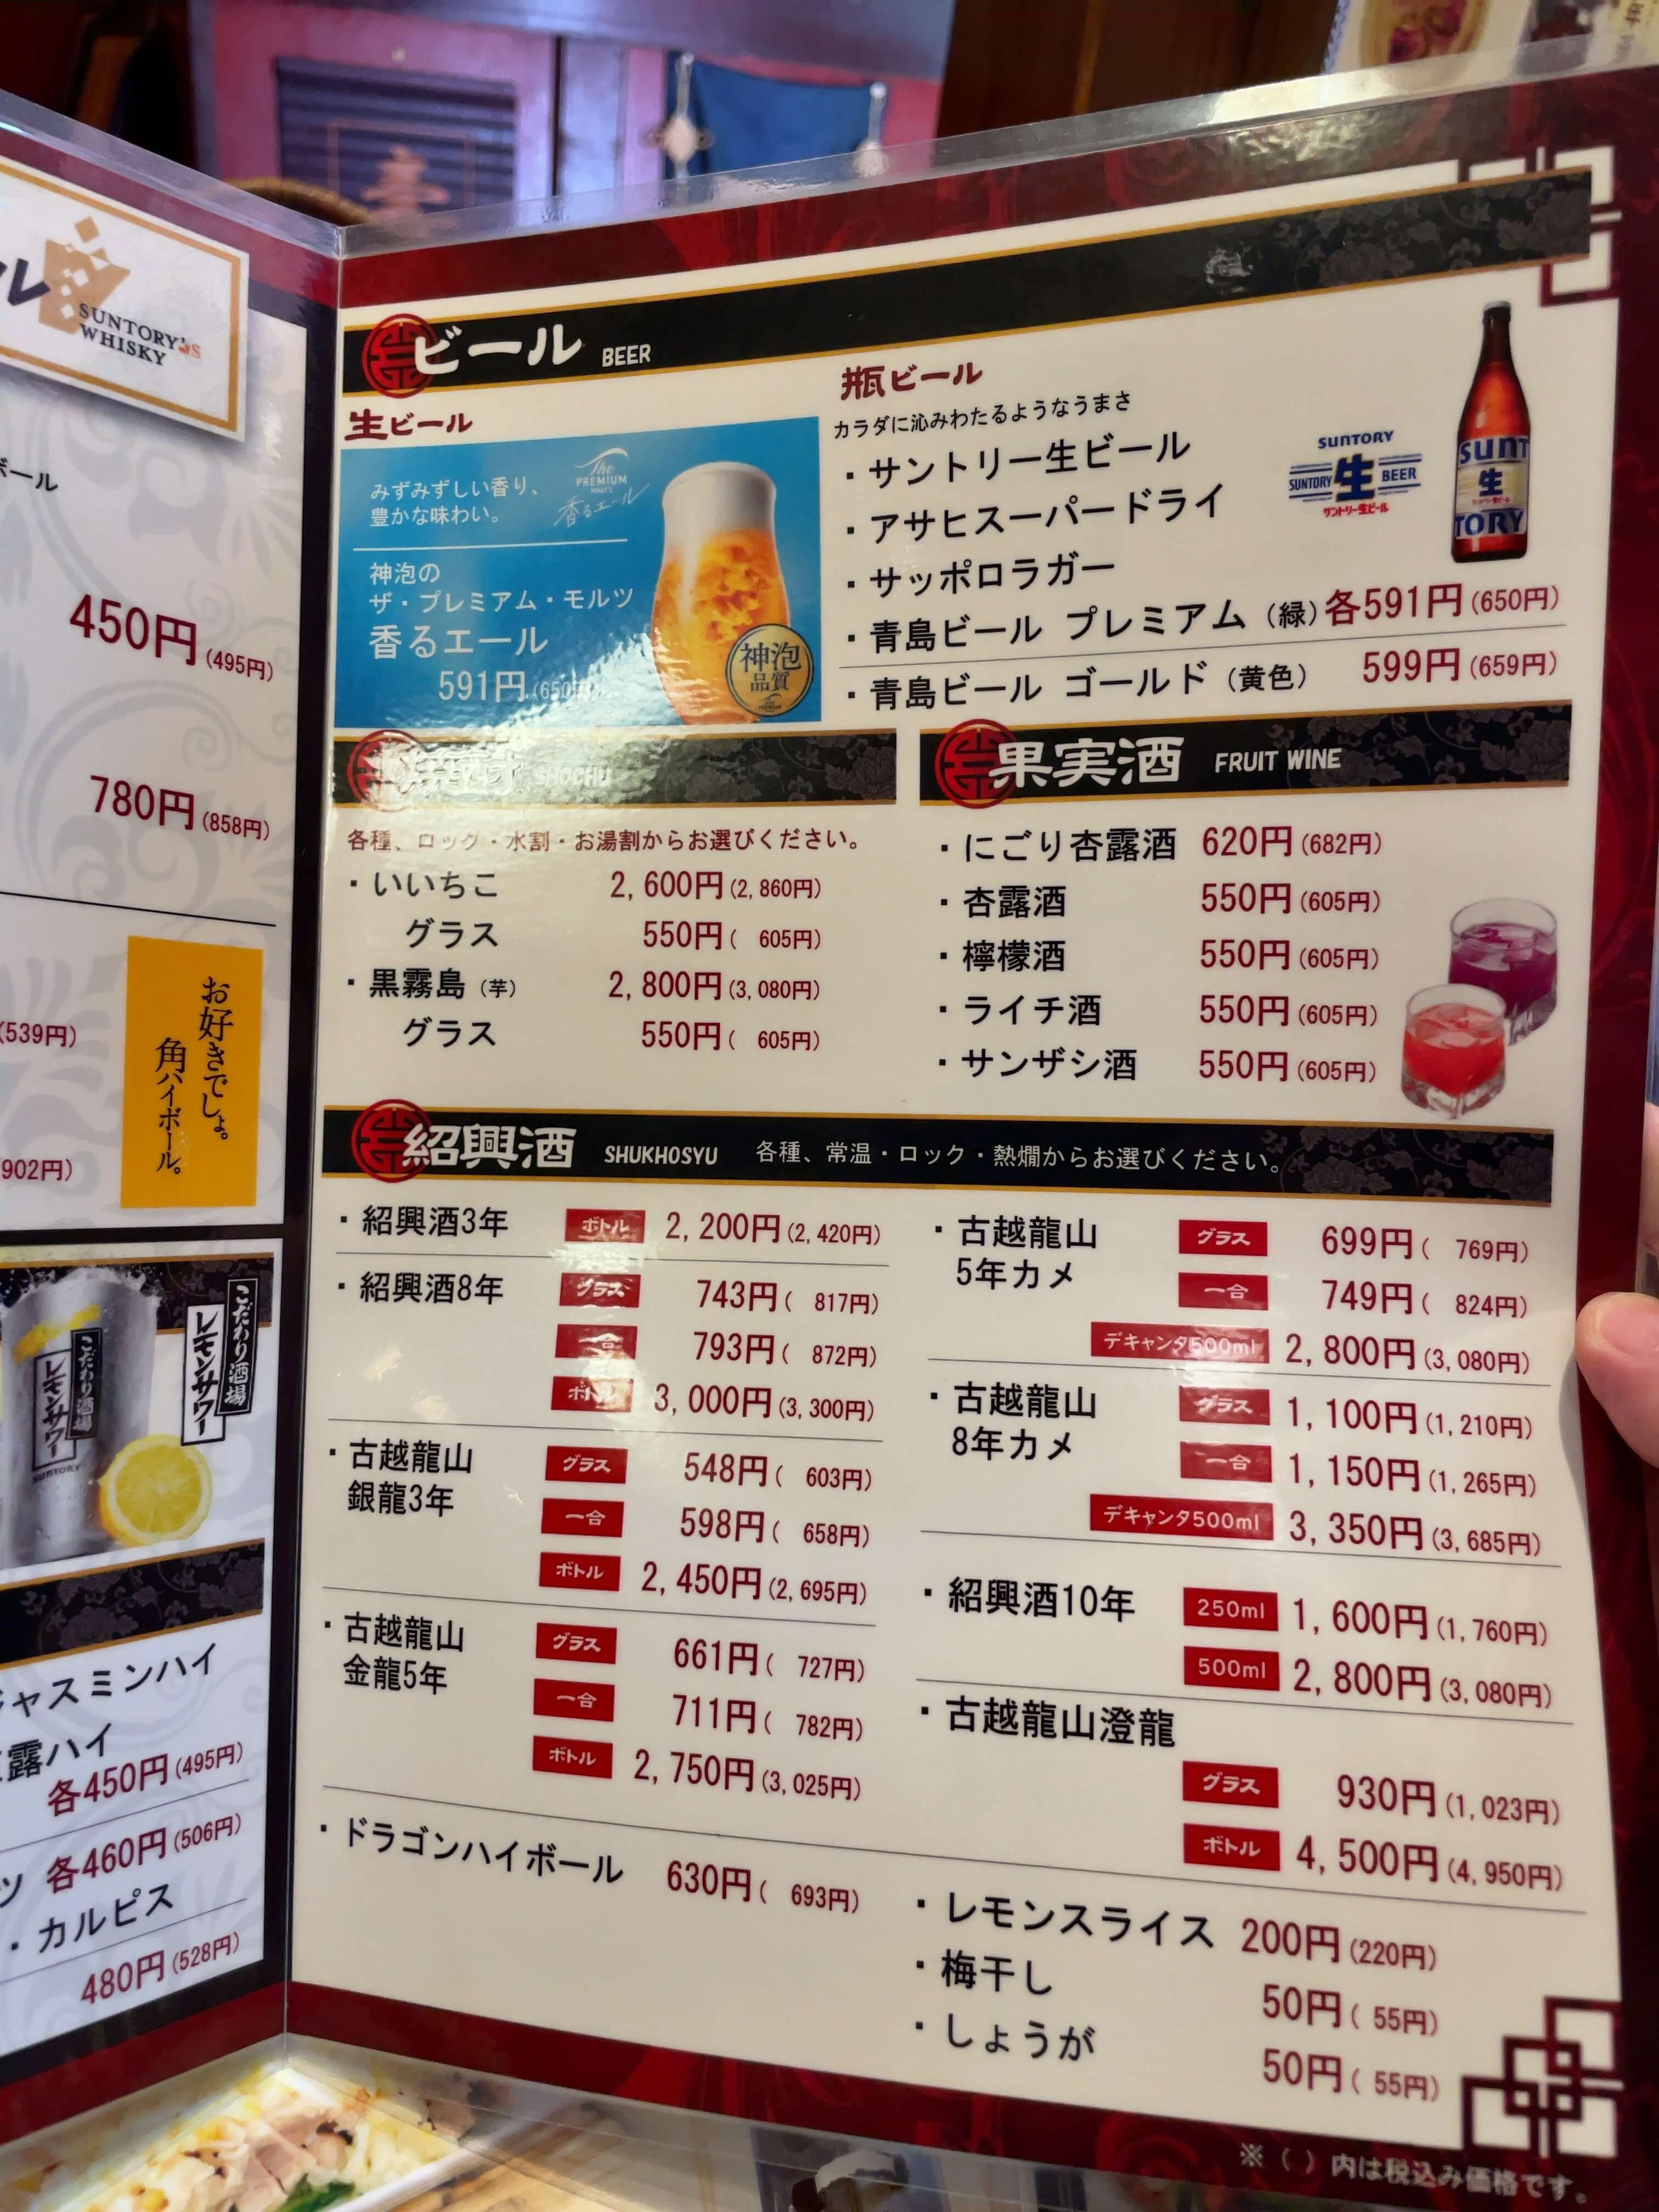 ル
SUNTORY'S
WHISKY
ボール
450円(495円)
780円(858円)
(539円)
902円)
お好きでしょ。
角ハイボール。
こだわり酒場
レモンサワー
こだわり酒場
レモンサワー
SUNTORY
ャスミンハイ
露ハイ
各450円(495円)
ツ 各460円(506円)
・カルピス
480円(528円)
ビール BEER
生ビール
みずみずしい香り、
豊かな味わい。
The
PREMIUM
MALT'S
香るエール
神泡の
ザ・プレミアム・モルツ
香るエール
591円(650円)
神泡
品質
瓶ビール
カラダに沁みわたるようなうまさ
・サントリー生ビール
・アサヒスーパードライ
・サッポロラガー
・青島ビール プレミアム(緑)各591円(650円)
・青島ビール ゴールド(黄色) 599円(659円)
SUNTORY
SUNTORY 生 BEER
サントリー生ビール
SUNT
生
TORY
SHOCHU
各種、ロック・水割・お湯割からお選びください。
・いいちこ 2,600円(2,860円)
グラス 550円( 605円)
・黒霧島(芋) 2,800円(3,080円)
グラス 550円( 605円)
果実酒 FRUIT WINE
・にごり杏露酒 620円(682円)
・杏露酒 550円(605円)
・檸檬酒 550円(605円)
・ライチ酒 550円(605円)
・サンザシ酒 550円(605円)
紹興酒 SHUKHOSYU 各種、常温・ロック・熱燗からお選びください。
・紹興酒3年 ボトル 2,200円(2,420円)
・紹興酒8年 グラス 743円( 817円)
一合 793円( 872円)
ボトル 3,000円(3,300円)
・古越龍山
銀龍3年
グラス 548円( 603円)
一合 598円( 658円)
ボトル 2,450円(2,695円)
・古越龍山
金龍5年
グラス 661円( 727円)
一合 711円( 782円)
ボトル 2,750円(3,025円)
・ドラゴンハイボール 630円( 693円)
・古越龍山
5年カメ
グラス 699円( 769円)
一合 749円( 824円)
デキャンタ500ml 2,800円(3,080円)
・古越龍山
8年カメ
グラス 1,100円(1,210円)
一合 1,150円(1,265円)
デキャンタ500ml 3,350円(3,685円)
・紹興酒10年 250ml 1,600円(1,760円)
500ml 2,800円(3,080円)
・古越龍山澄龍
グラス 930円(1,023円)
ボトル 4,500円(4,950円)
・レモンスライス 200円(220円)
・梅干し 50円( 55円)
・しょうが 50円( 55円)
※( )内は税込み価格です。